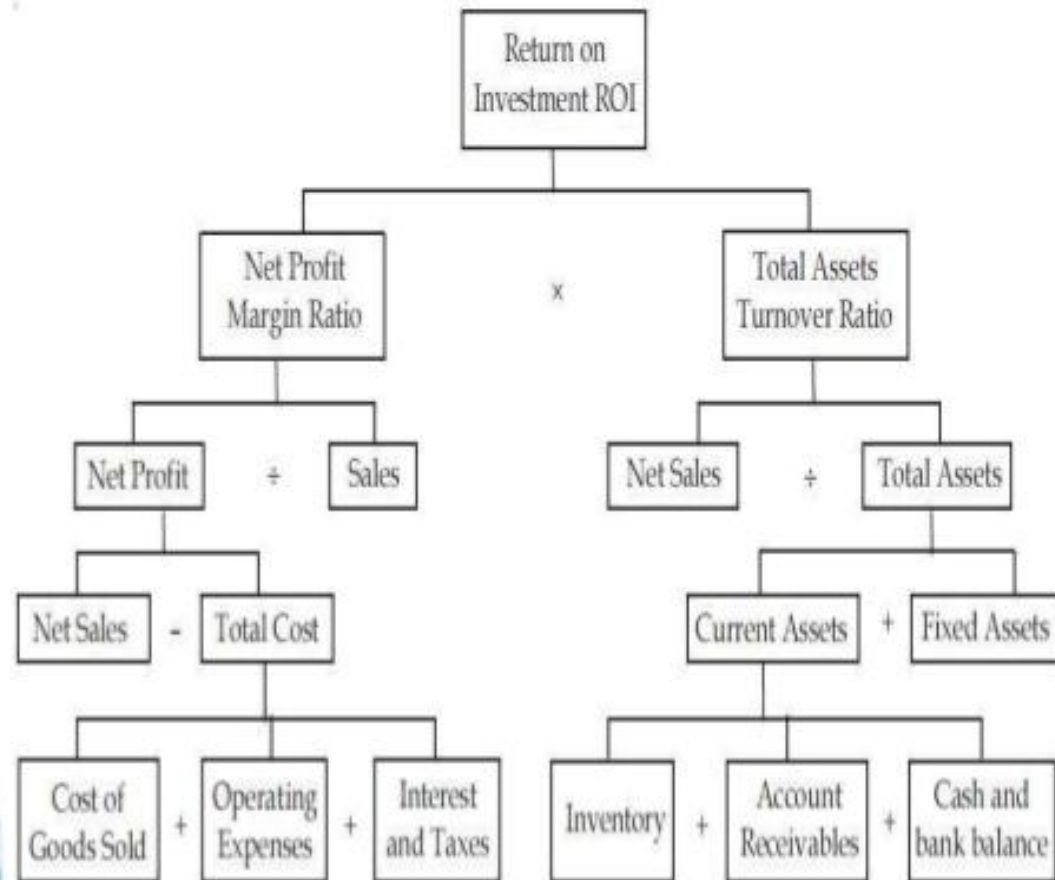 Return on
Investment ROI
Net Profit
Margin Ratio
×
Total Assets
Turnover Ratio
Net Profit
÷
Sales
Net Sales
÷
Total Assets
Net Sales
-
Total Cost
Current Assets
+
Fixed Assets
Cost of
Goods Sold
+
Operating
Expenses
+
Interest
and Taxes
Inventory
+
Account
Receivables
+
Cash and
bank balance